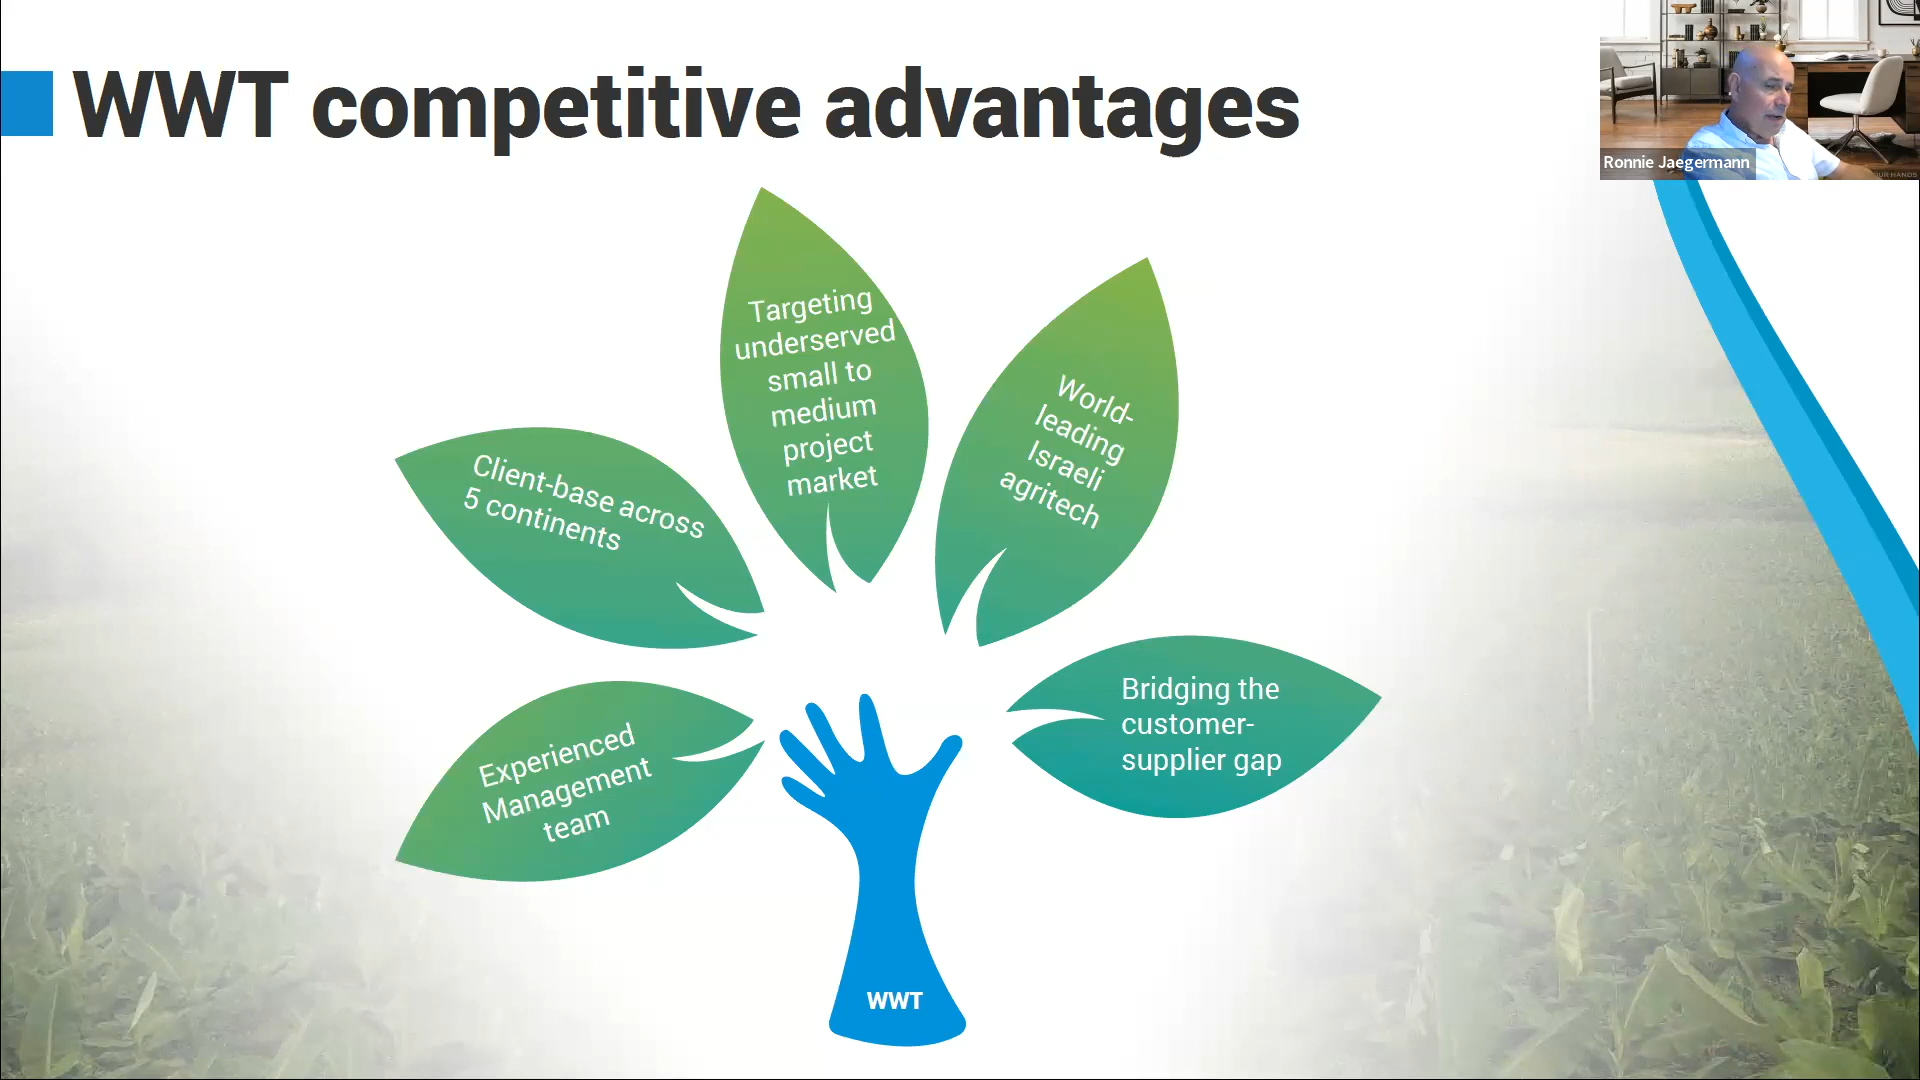 WWT competitive advantages
Ronnie Jaegermann
Targeting
underserved
small to
medium
project
market
World-
leading
Israeli
agritech
Client-base across
5 continents
Bridging the
customer-
supplier gap
Experienced
Management
team
WWT